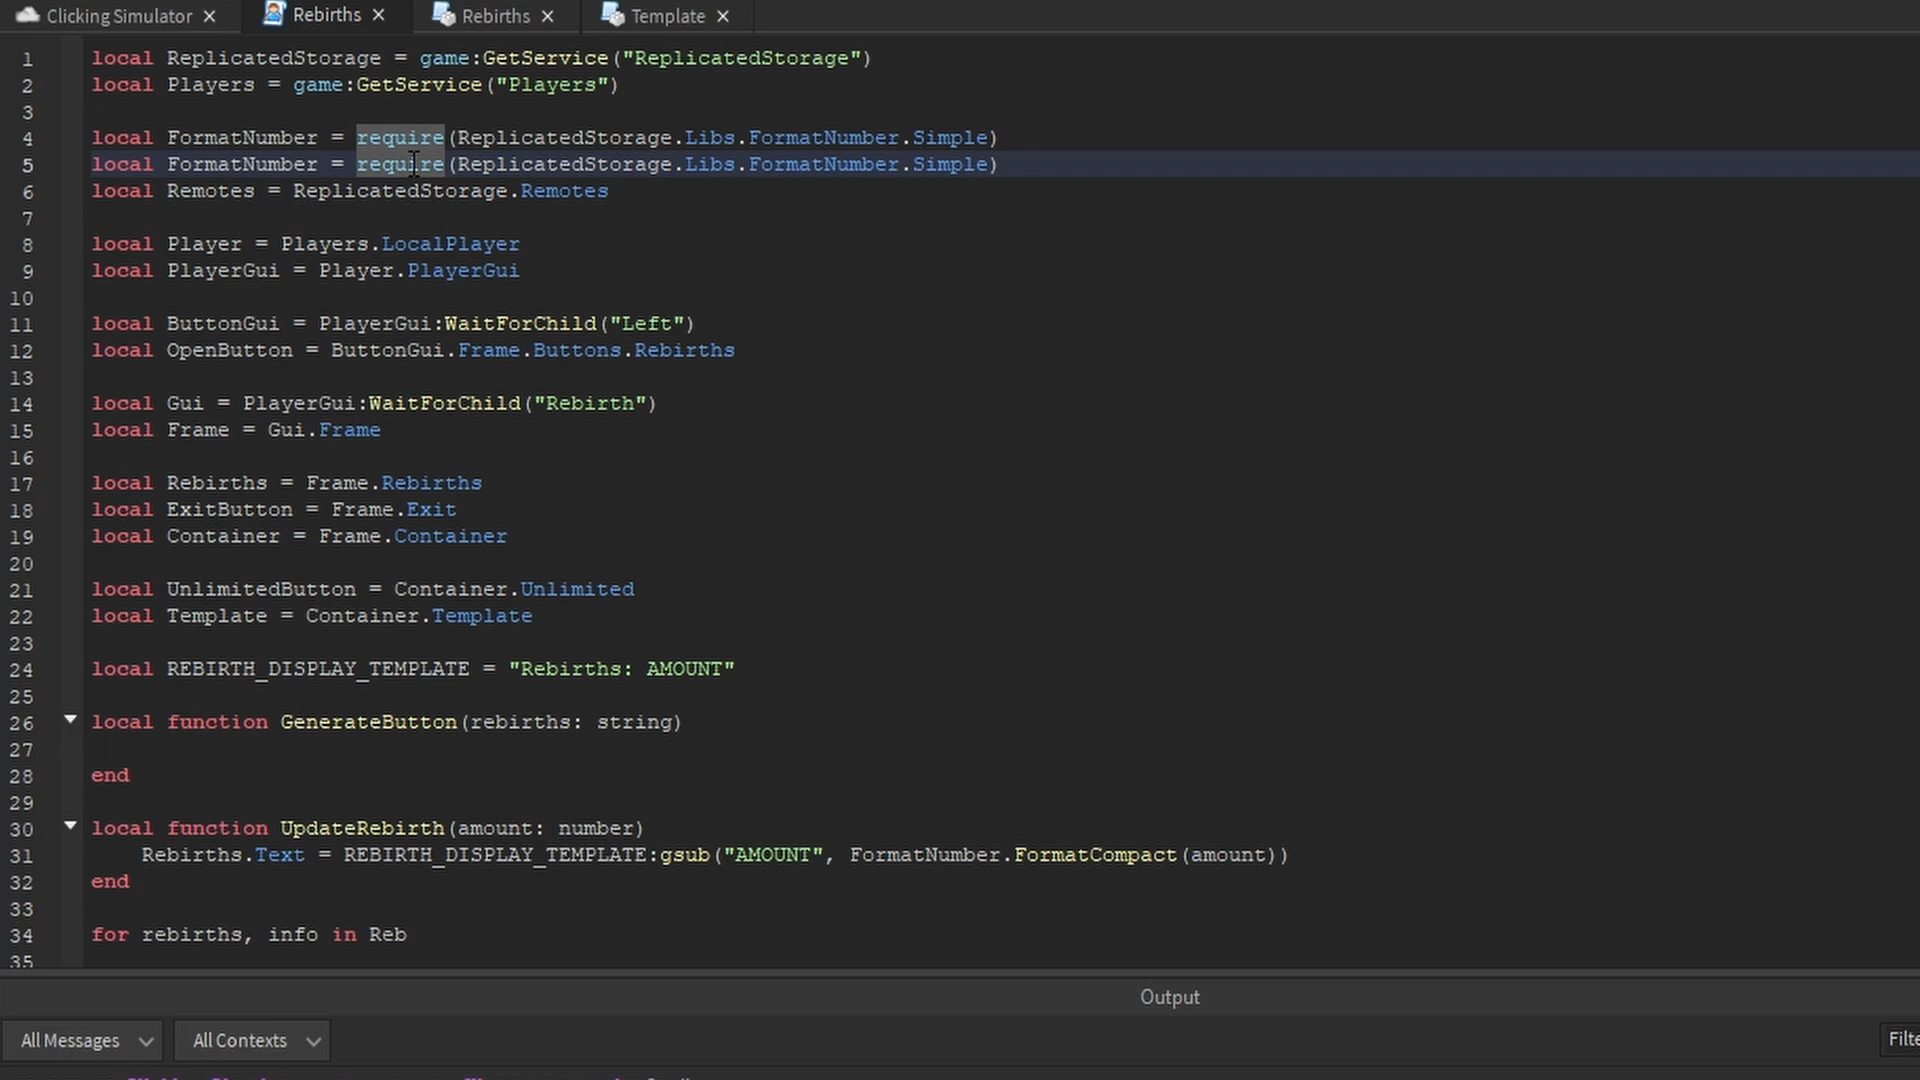 Clicking Simulator × Rebirths × Rebirths × Template ×
1 local ReplicatedStorage = game:GetService("ReplicatedStorage")
2 local Players = game:GetService("Players")
3
4 local FormatNumber = require(ReplicatedStorage.Libs.FormatNumber.Simple)
5 local FormatNumber = require(ReplicatedStorage.Libs.FormatNumber.Simple)
6 local Remotes = ReplicatedStorage.Remotes
7
8 local Player = Players.LocalPlayer
9 local PlayerGui = Player.PlayerGui
10
11 local ButtonGui = PlayerGui:WaitForChild("Left")
12 local OpenButton = ButtonGui.Frame.Buttons.Rebirths
13
14 local Gui = PlayerGui:WaitForChild("Rebirth")
15 local Frame = Gui.Frame
16
17 local Rebirths = Frame.Rebirths
18 local ExitButton = Frame.Exit
19 local Container = Frame.Container
20
21 local UnlimitedButton = Container.Unlimited
22 local Template = Container.Template
23
24 local REBIRTH_DISPLAY_TEMPLATE = "Rebirths: AMOUNT"
25
26 local function GenerateButton(rebirths: string)
27
28 end
29
30 local function UpdateRebirth(amount: number)
31 Rebirths.Text = REBIRTH_DISPLAY_TEMPLATE:gsub("AMOUNT", FormatNumber.FormatCompact(amount))
32 end
33
34 for rebirths, info in Reb
35
Output
All Messages All Contexts Filte